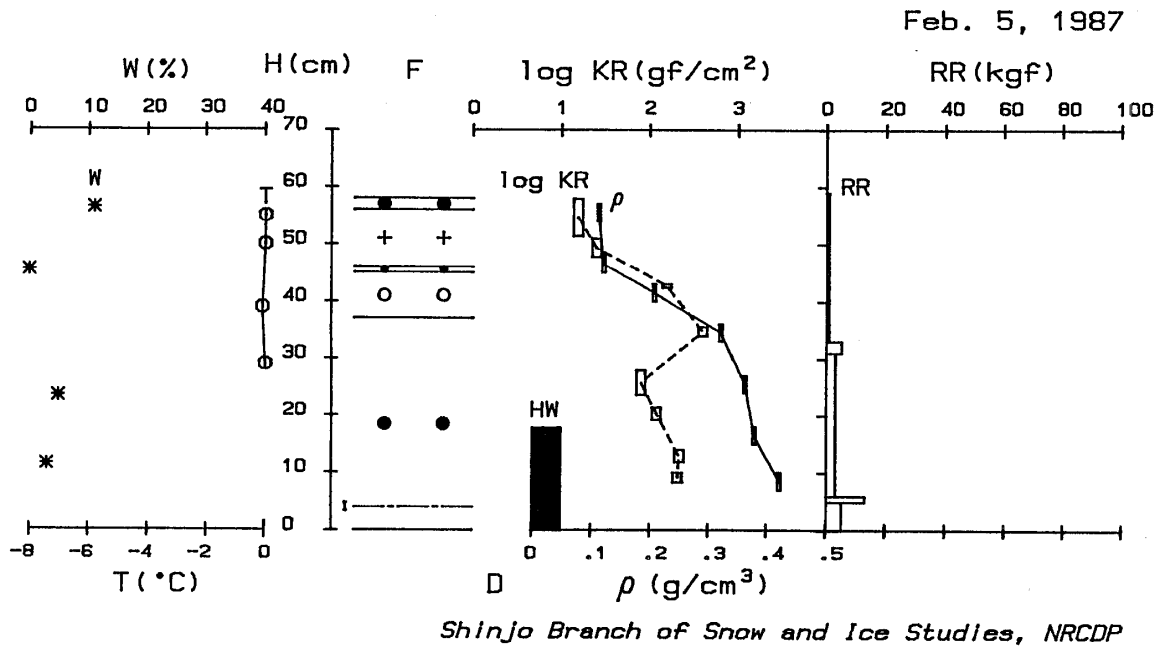 Feb. 5, 1987
W(%) H(cm) F log KR(gf/cm²) RR(kgf)
0 10 20 30 40 0 1 2 3 0 20 40 60 80 100
70
W T log KR ρ RR
60
50
40
30
20 HW
10
I
0
-8 -6 -4 -2 0 0 .1 .2 .3 .4 .5
T(°C) D ρ(g/cm³)
Shinjo Branch of Snow and Ice Studies, NRCDP